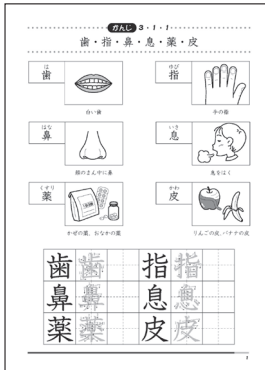 かんじ 3・1・1
歯・指・鼻・息・薬・皮
は
歯
白い歯
ゆび
指
手の指
はな
鼻
顔のまん中に鼻
いき
息
息をはく
くすり
薬
かぜの薬、おなかの薬
かわ
皮
りんごの皮、バナナの皮
歯 歯 指 指
鼻 鼻 息 息
薬 薬 皮 皮